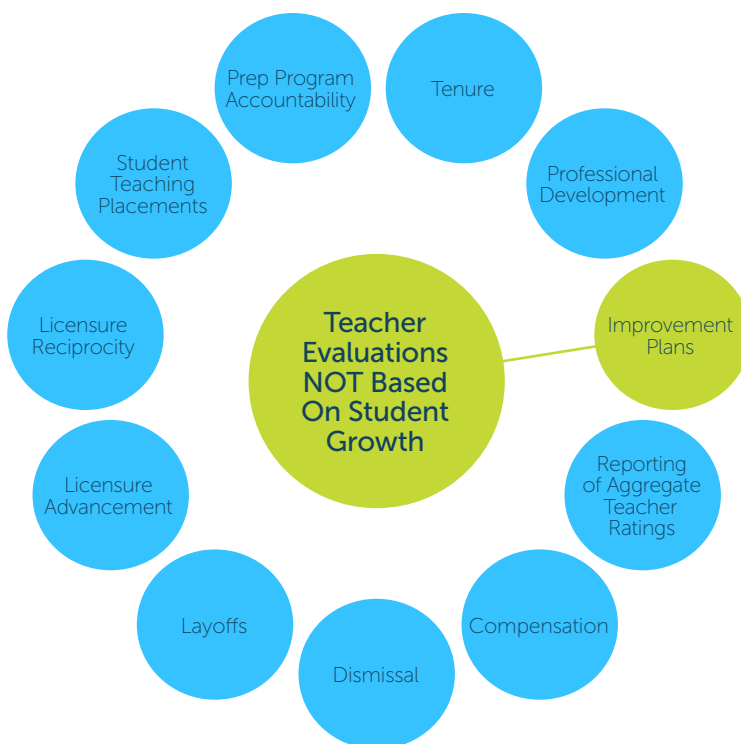 Prep Program
Accountability
Tenure
Student
Teaching
Placements
Professional
Development
Licensure
Reciprocity
Teacher
Evaluations
NOT Based
On Student
Growth
Improvement
Plans
Licensure
Advancement
Reporting
of Aggregate
Teacher
Ratings
Layoffs
Compensation
Dismissal